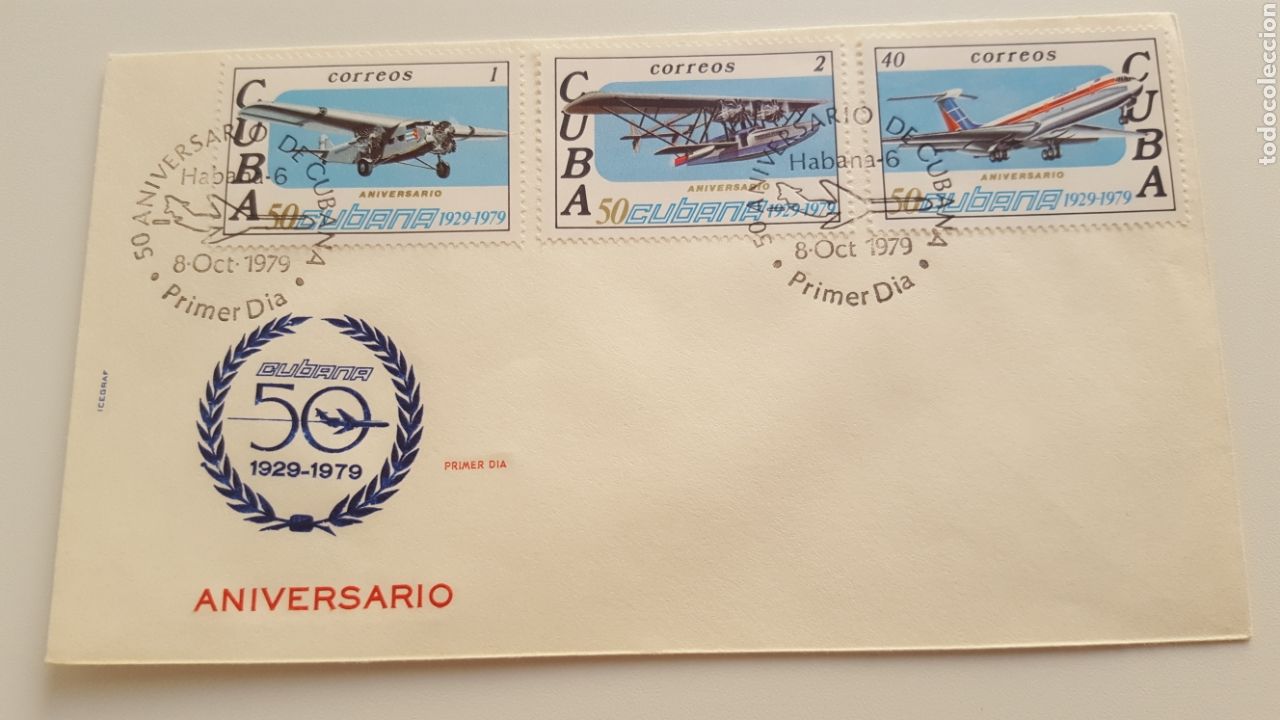 correos 1
CUBA
ANIVERSARIO
50 CUBANA 1929-1979
correos 2
CUBA
ANIVERSARIO
50 CUBANA 1929-1979
40 correos
CUBA
ANIVERSARIO
50 CUBANA 1929-1979
50 ANIVERSARIO DE CUBANA
Habana-6
8·Oct·1979
• Primer Dia •
50 ANIVERSARIO DE CUBANA
Habana-6
8·Oct 1979
• Primer Dia •
CUBANA
50
1929-1979
ICEGRAF
PRIMER DIA
ANIVERSARIO
todocoleccion